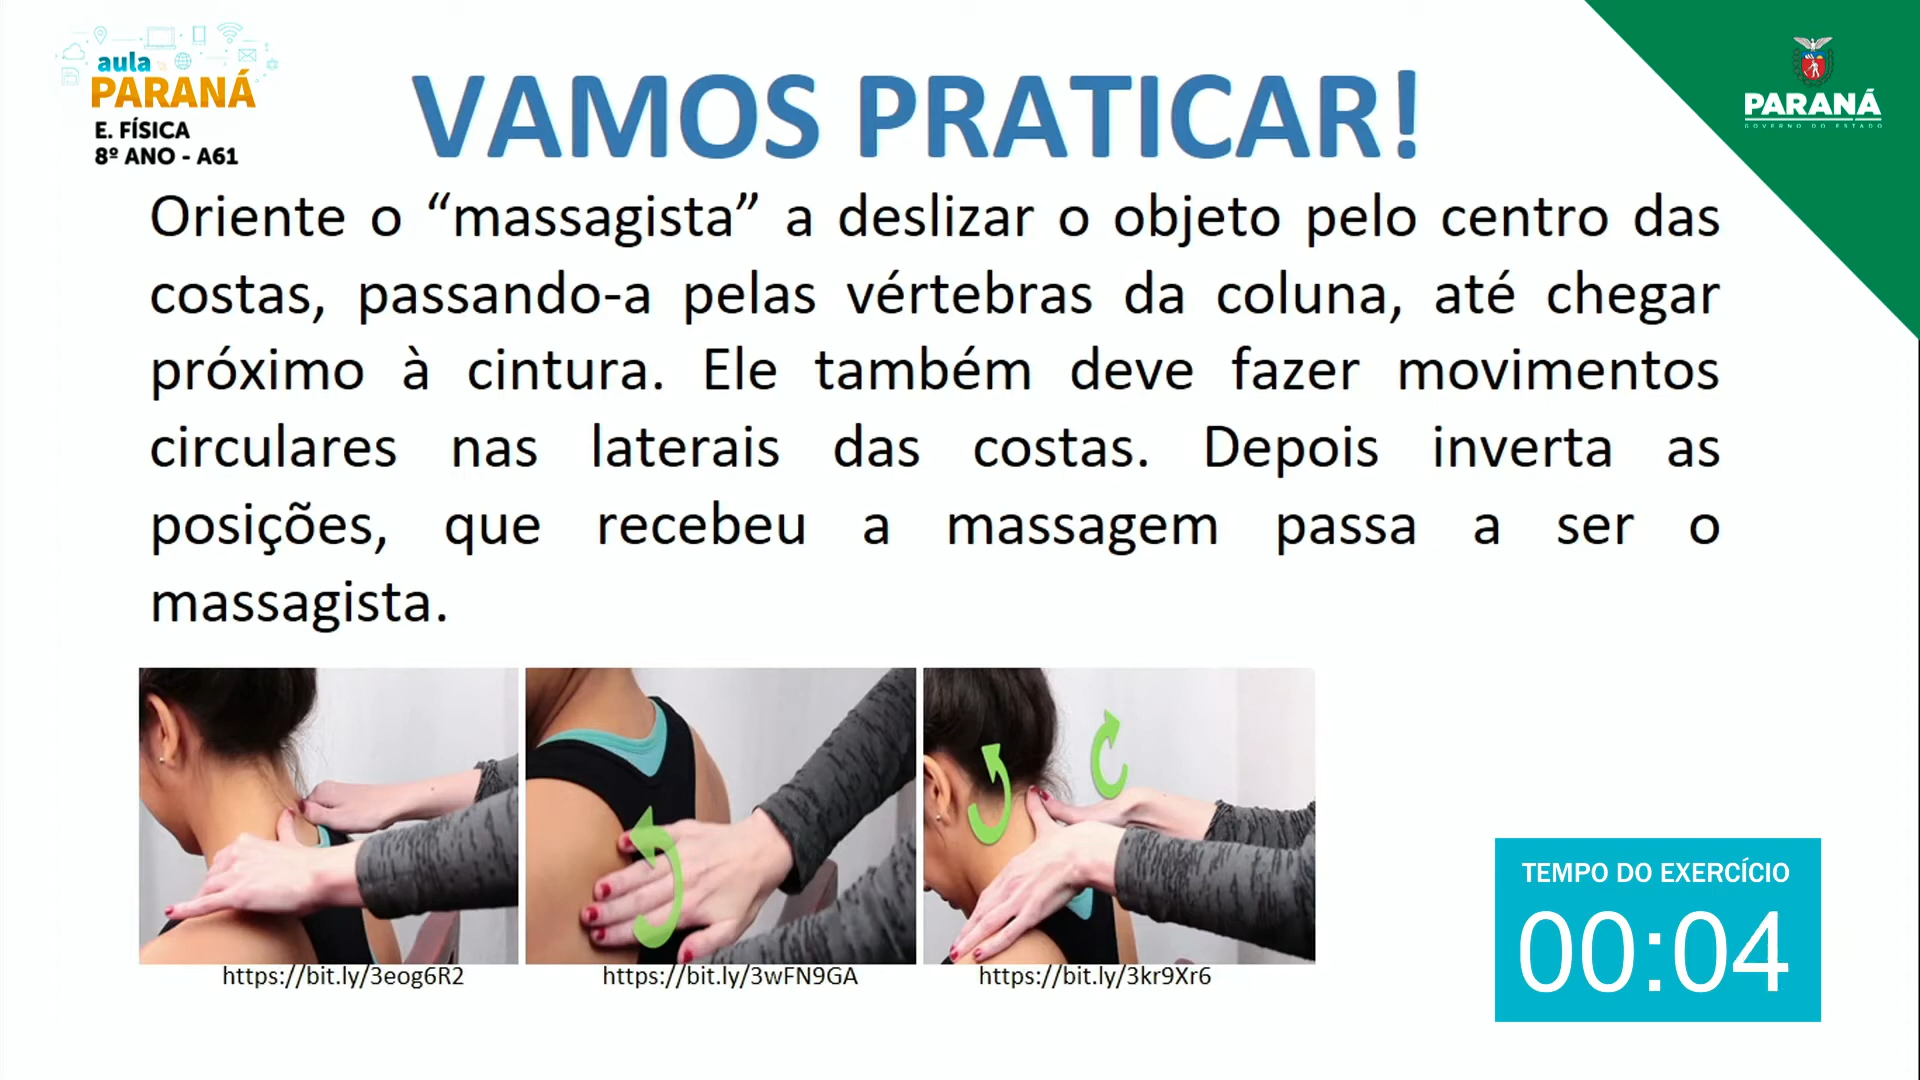 aula
PARANÁ
E. FÍSICA
8º ANO - A61
VAMOS PRATICAR!
PARANÁ
GOVERNO DO ESTADO
Oriente o “massagista” a deslizar o objeto pelo centro das
costas, passando-a pelas vértebras da coluna, até chegar
próximo à cintura. Ele também deve fazer movimentos
circulares nas laterais das costas. Depois inverta as
posições, que recebeu a massagem passa a ser o
massagista.
https://bit.ly/3eog6R2
https://bit.ly/3wFN9GA
https://bit.ly/3kr9Xr6
TEMPO DO EXERCÍCIO
00:04